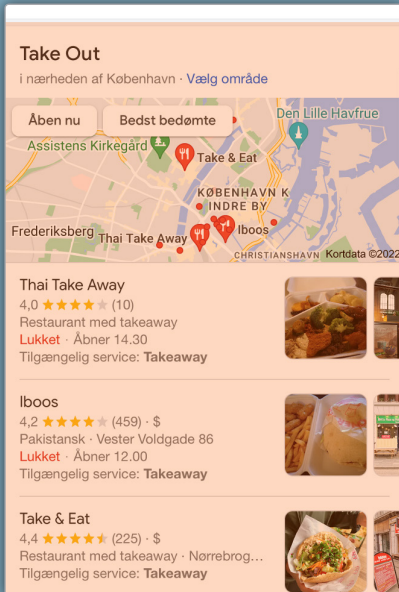 Take Out
i nærheden af København · Vælg område
Åben nu
Bedst bedømte
Den Lille Havfrue
Assistens Kirkegård
Take & Eat
KØBENHAVN K
INDRE BY
Frederiksberg
Thai Take Away
Iboos
CHRISTIANSHAVN
Kortdata ©2022
Thai Take Away
4,0 ★★★★★ (10)
Restaurant med takeaway
Lukket · Åbner 14.30
Tilgængelig service: Takeaway
Iboos
4,2 ★★★★★ (459) · $
Pakistansk · Vester Voldgade 86
Lukket · Åbner 12.00
Tilgængelig service: Takeaway
Take & Eat
4,4 ★★★★★ (225) · $
Restaurant med takeaway · Nørrebrog...
Tilgængelig service: Takeaway